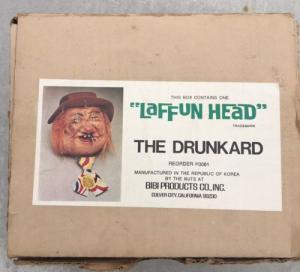 THIS BOX CONTAINS ONE
"LAFFUN HEAD"
TRADEMARK
THE DRUNKARD
REORDER #3061
MANUFACTURED IN THE REPUBLIC OF KOREA
BY THE NUTS AT
BIBI PRODUCTS CO., INC.
CULVER CITY, CALIFORNIA 90230